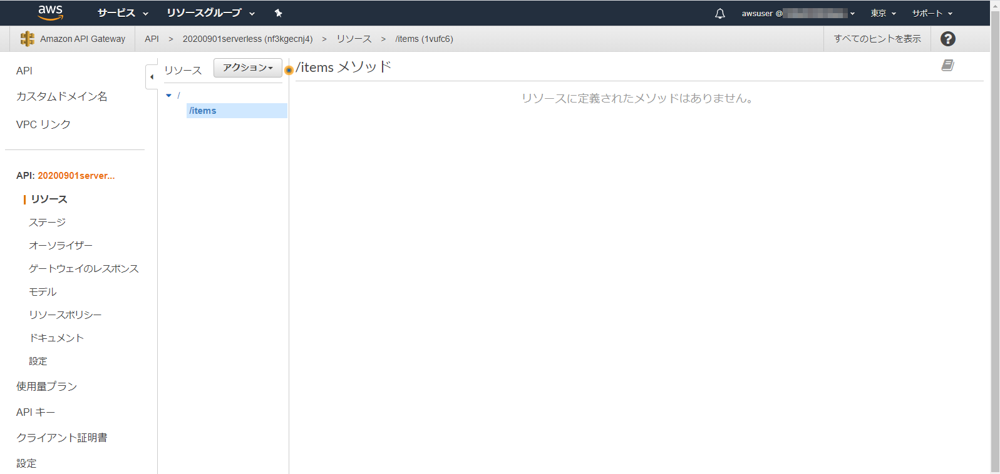 aws サービス リソースグループ awsuser @ 東京 サポート
Amazon API Gateway API > 20200901serverless (nf3kgecnj4) > リソース > /items (1vufc6) すべてのヒントを表示 ?
API
カスタムドメイン名
VPC リンク
API: 20200901server...
リソース
ステージ
オーソライザー
ゲートウェイのレスポンス
モデル
リソースポリシー
ドキュメント
設定
使用量プラン
API キー
クライアント証明書
設定
リソース アクション
/
/items
/items メソッド
リソースに定義されたメソッドはありません。